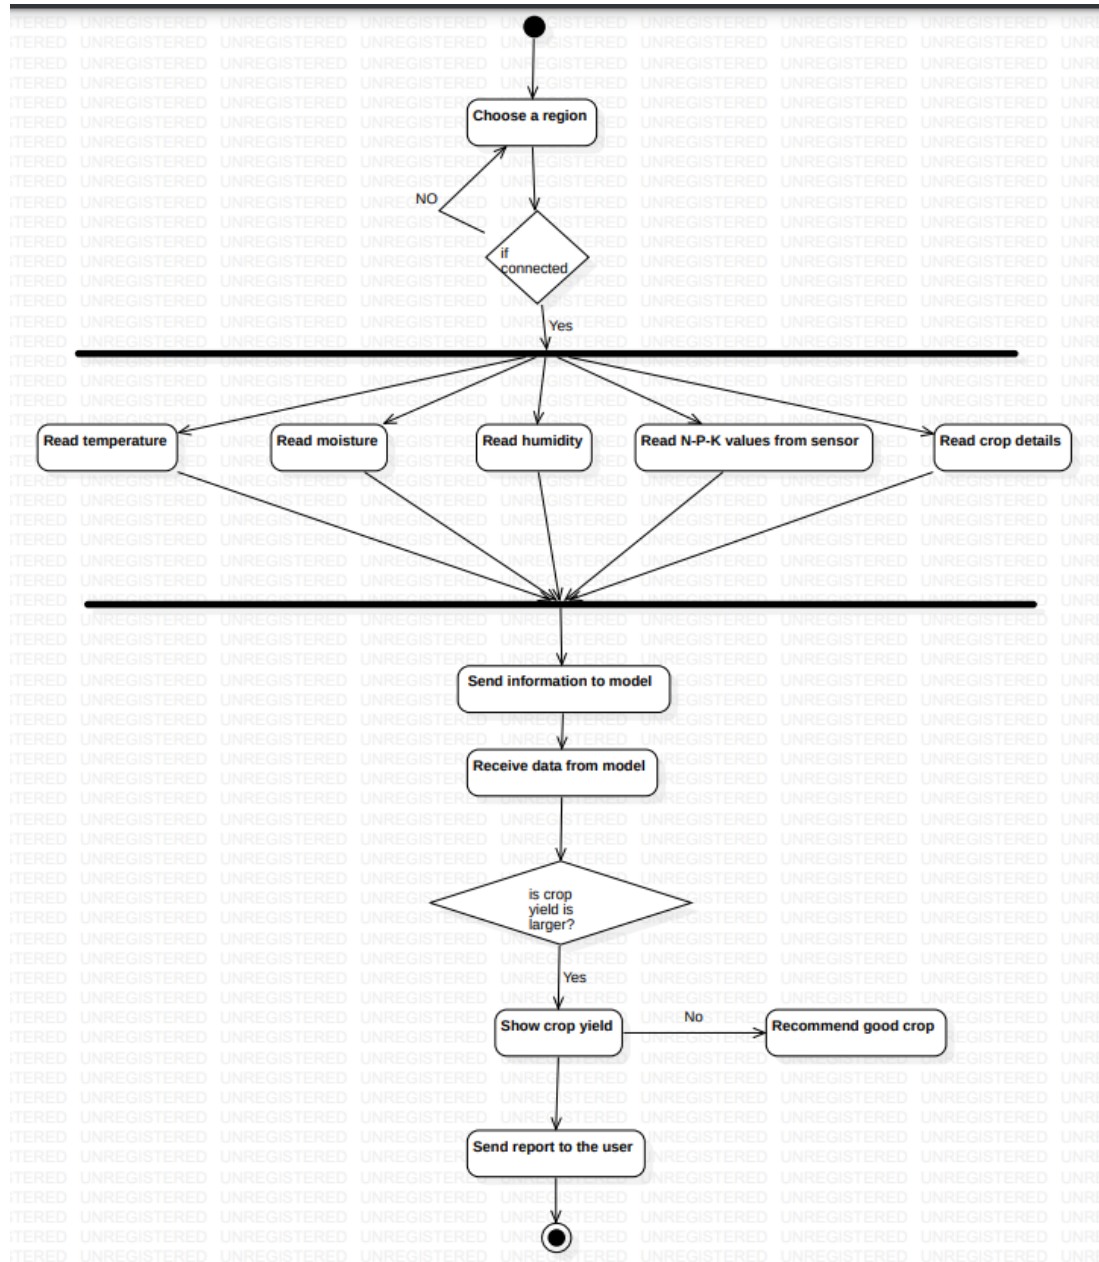 Choose a region
NO
if
connected
Yes
Read temperature
Read moisture
Read humidity
Read N-P-K values from sensor
Read crop details
Send information to model
Receive data from model
is crop
yield is
larger?
Yes
Show crop yield
No
Recommend good crop
Send report to the user
UNREGISTERED